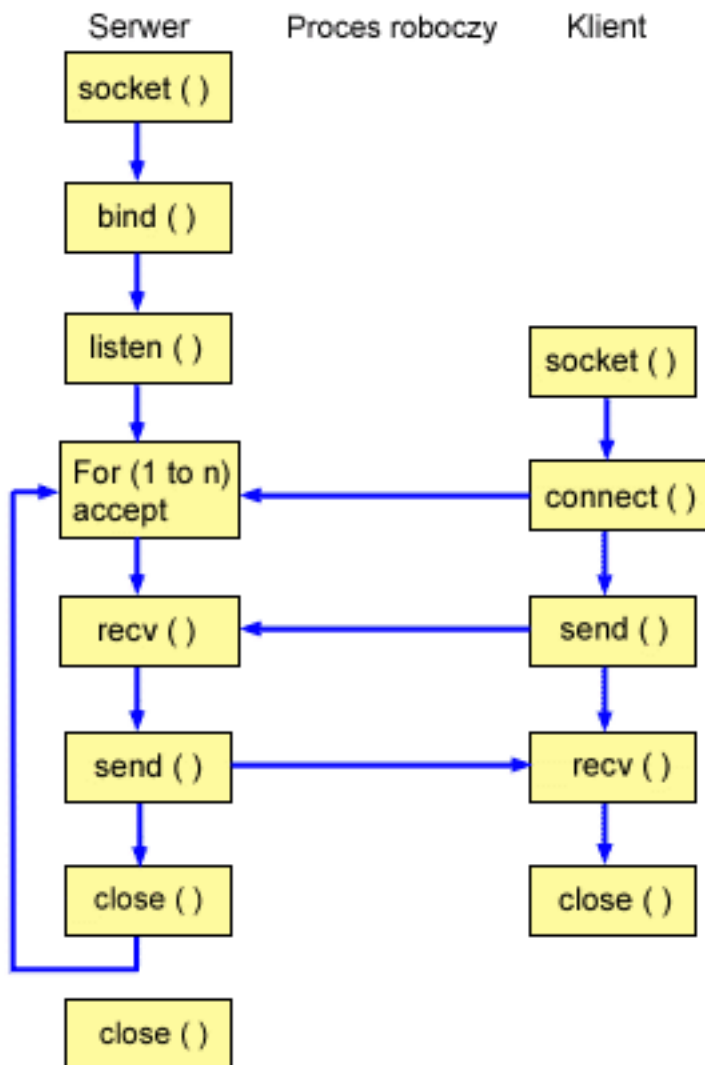 Serwer Proces roboczy Klient
socket ( )
bind ( )
listen ( )
socket ( )
For (1 to n)
accept
connect ( )
recv ( )
send ( )
send ( )
recv ( )
close ( )
close ( )
close ( )